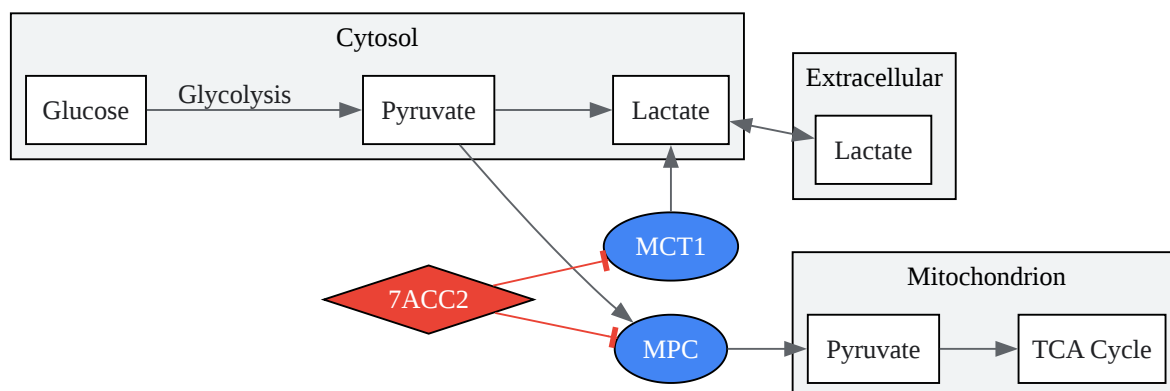 Cytosol
Glucose
Glycolysis
Pyruvate
Lactate
Extracellular
Lactate
MCT1
7ACC2
MPC
Mitochondrion
Pyruvate
TCA Cycle